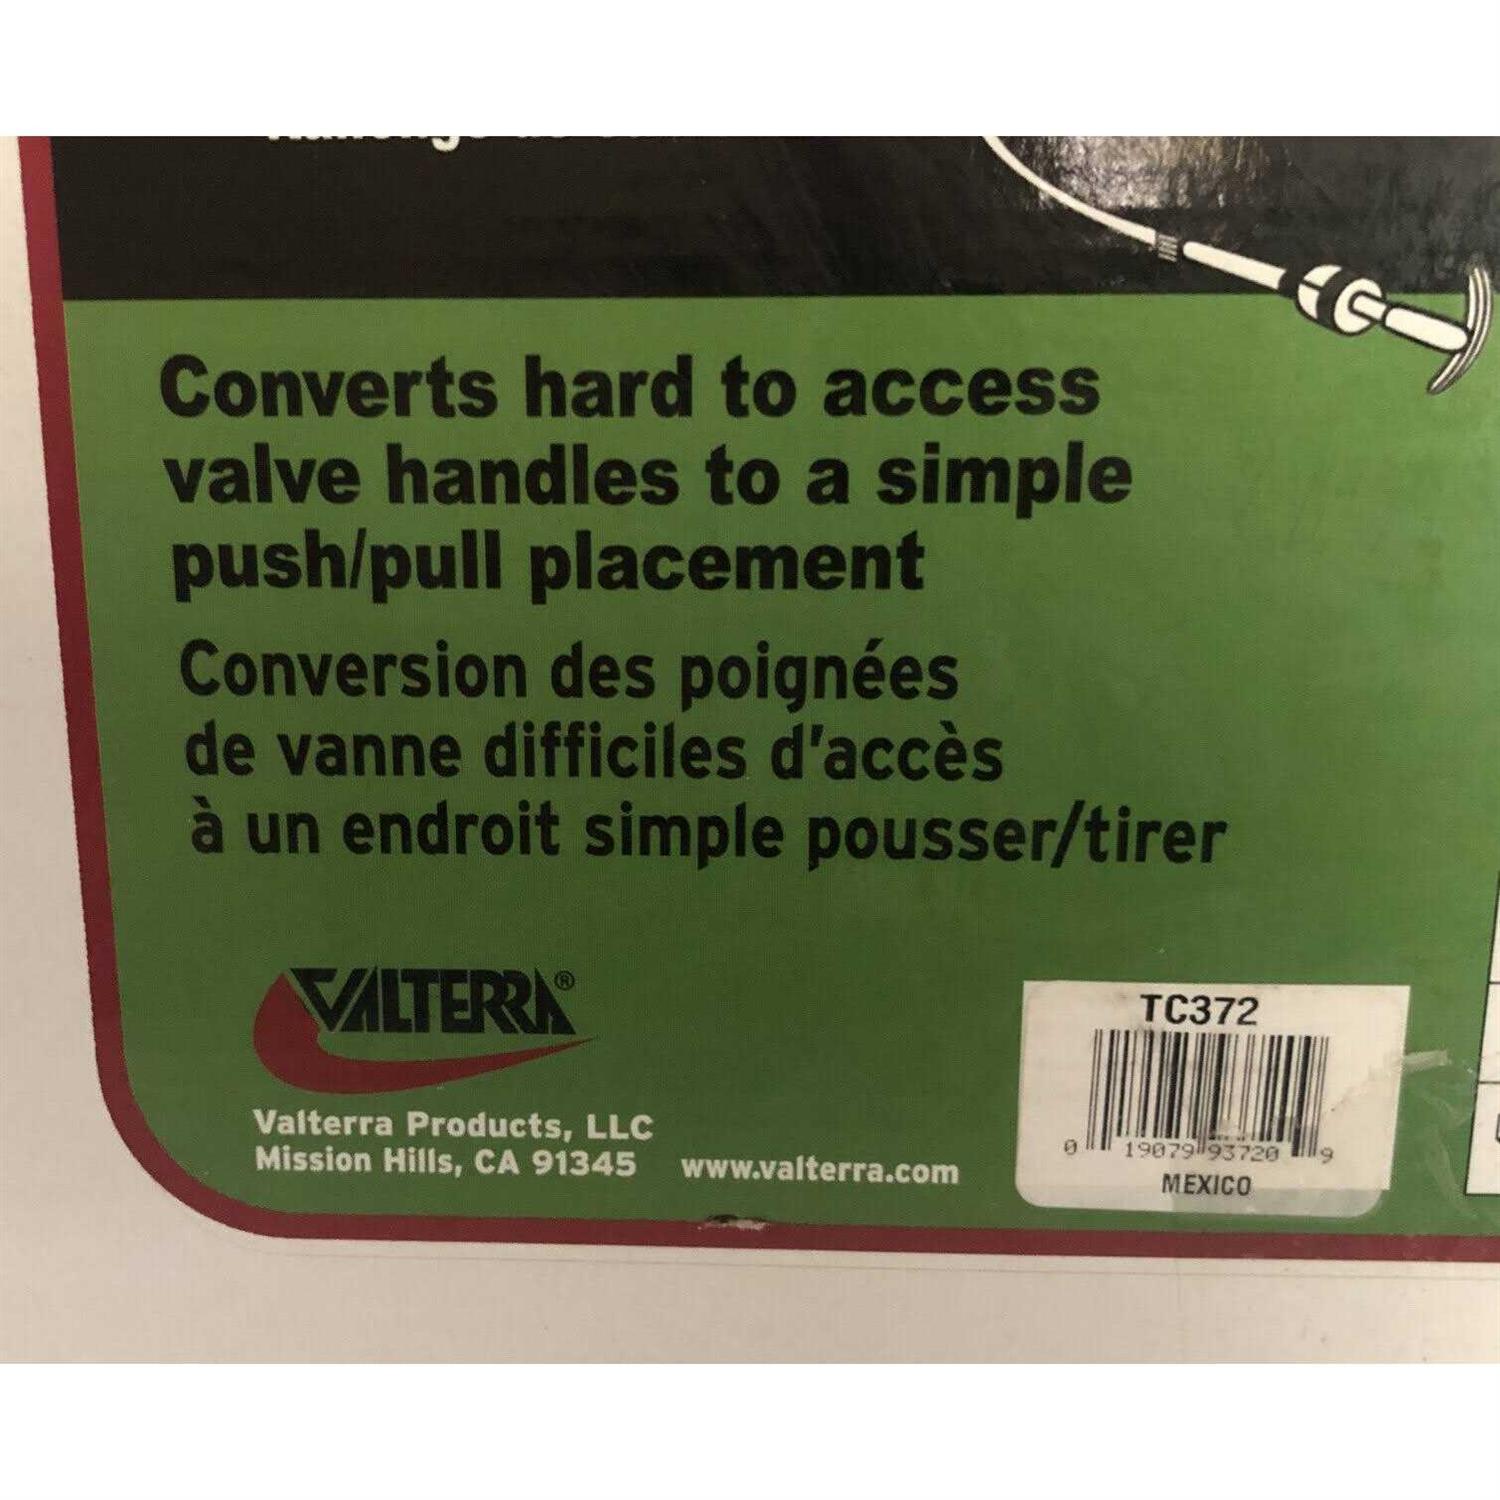 Converts hard to access
valve handles to a simple
push/pull placement
Conversion des poignées
de vanne difficiles d'accès
à un endroit simple pousser/tirer
VALTERRA®
Valterra Products, LLC
Mission Hills, CA 91345 www.valterra.com
TC372
0 19079 93720 9
MEXICO